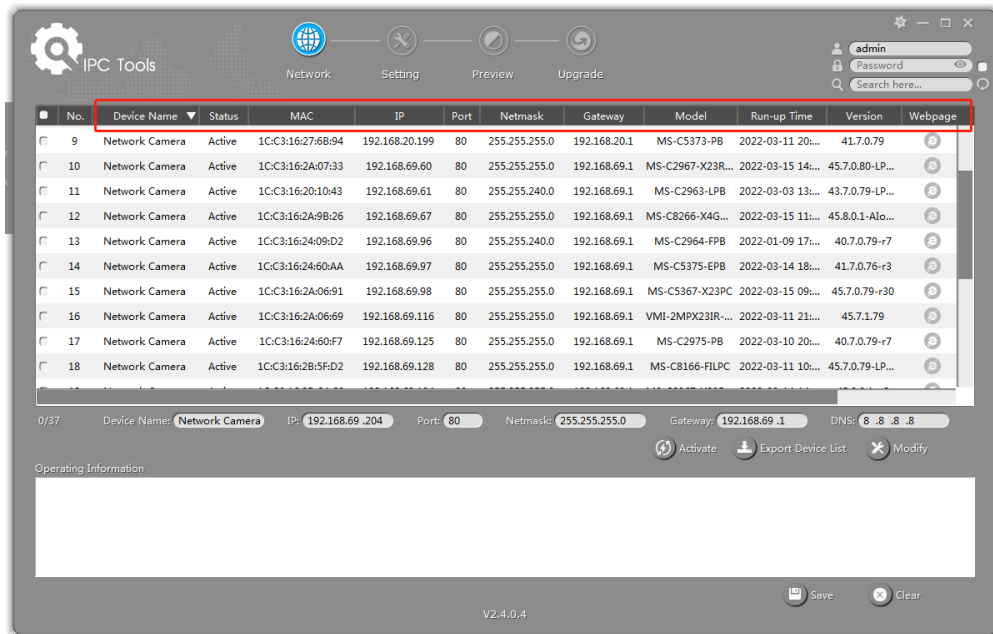 IPC Tools
Network Setting Preview Upgrade
admin
Password
Search here...
No. Device Name ▼ Status MAC IP Port Netmask Gateway Model Run-up Time Version Webpage
9 Network Camera Active 1C:C3:16:27:6B:94 192.168.20.199 80 255.255.255.0 192.168.20.1 MS-C5373-PB 2022-03-11 20:... 41.7.0.79
10 Network Camera Active 1C:C3:16:2A:07:33 192.168.69.60 80 255.255.255.0 192.168.69.1 MS-C2967-X23R... 2022-03-15 14:... 45.7.0.80-LP...
11 Network Camera Active 1C:C3:16:20:10:43 192.168.69.61 80 255.255.240.0 192.168.69.1 MS-C2963-LPB 2022-03-03 13:... 43.7.0.79-LP...
12 Network Camera Active 1C:C3:16:2A:9B:26 192.168.69.67 80 255.255.255.0 192.168.69.1 MS-C8266-X4G... 2022-03-15 11:... 45.8.0.1-AIo...
13 Network Camera Active 1C:C3:16:24:09:D2 192.168.69.96 80 255.255.240.0 192.168.69.1 MS-C2964-FPB 2022-01-09 17:... 40.7.0.79-r7
14 Network Camera Active 1C:C3:16:24:60:AA 192.168.69.97 80 255.255.255.0 192.168.69.1 MS-C5375-EPB 2022-03-14 18:... 41.7.0.76-r3
15 Network Camera Active 1C:C3:16:2A:06:91 192.168.69.98 80 255.255.255.0 192.168.69.1 MS-C5367-X23PC 2022-03-15 09:... 45.7.0.79-r30
16 Network Camera Active 1C:C3:16:2A:06:69 192.168.69.116 80 255.255.255.0 192.168.69.1 VMI-2MPX23IR-... 2022-03-11 21:... 45.7.1.79
17 Network Camera Active 1C:C3:16:24:60:F7 192.168.69.125 80 255.255.255.0 192.168.69.1 MS-C2975-PB 2022-03-10 20:... 40.7.0.79-r7
18 Network Camera Active 1C:C3:16:2B:5F:D2 192.168.69.128 80 255.255.255.0 192.168.69.1 MS-C8166-FILPC 2022-03-11 10:... 45.7.0.79-LP...
0/37 Device Name: Network Camera IP: 192.168.69 .204 Port: 80 Netmask: 255.255.255.0 Gateway: 192.168.69 .1 DNS: 8 .8 .8 .8
Activate Export Device List Modify
Operating Information
Save Clear
V2.4.0.4